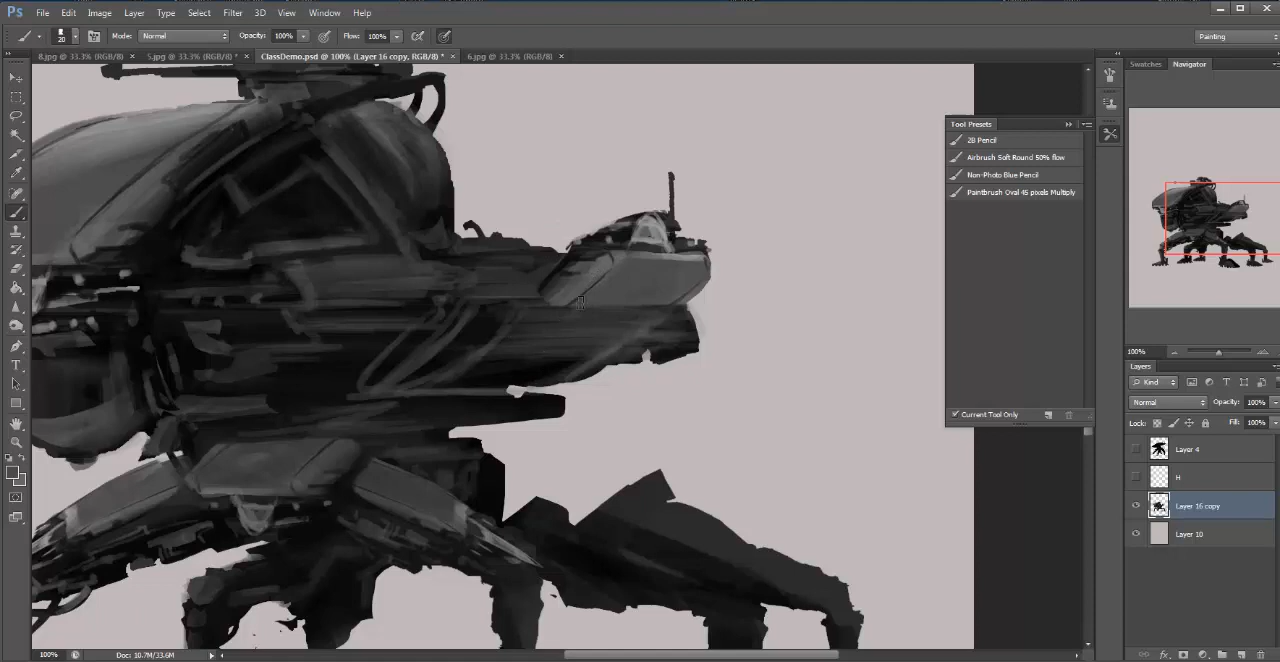 Ps File Edit Image Layer Type Select Filter 3D View Window Help
20 Mode: Normal Opacity: 100% Flow: 100% Painting
8.jpg @ 33.3% (RGB/8) × 5.jpg @ 33.3% (RGB/8) * × ClassDemo.psd @ 100% (Layer 16 copy, RGB/8) * × 6.jpg @ 33.3% (RGB/8) ×
Swatches Navigator
Tool Presets
2B Pencil
Airbrush Soft Round 50% flow
Non-Photo Blue Pencil
Paintbrush Oval 45 pixels Multiply
Current Tool Only
100%
Layers
Kind
Normal Opacity: 100%
Lock: Fill: 100%
Layer 4
H
Layer 16 copy
Layer 10
100% Doc: 10.7M/33.6M